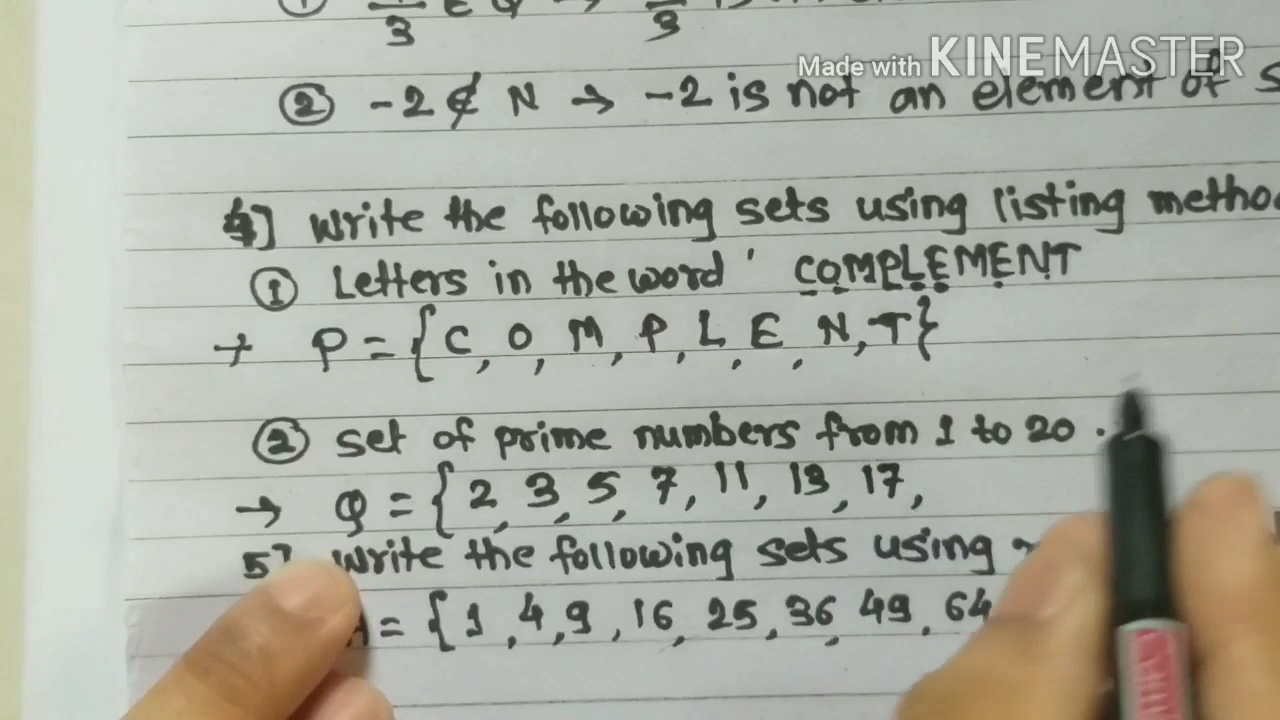 Made with KINEMASTER
② -2 ∉ N → -2 is not an element of
4] Write the following sets using listing
① Letters in the word ' COMPLEMENT
→ P = { C, O, M, P, L, E, N, T}
② set of prime numbers from 1 to 20.
→ Q = { 2, 3, 5, 7, 11, 13, 17,
5] Write the following sets using
= { 1, 4, 9, 16, 25, 36, 49, 64